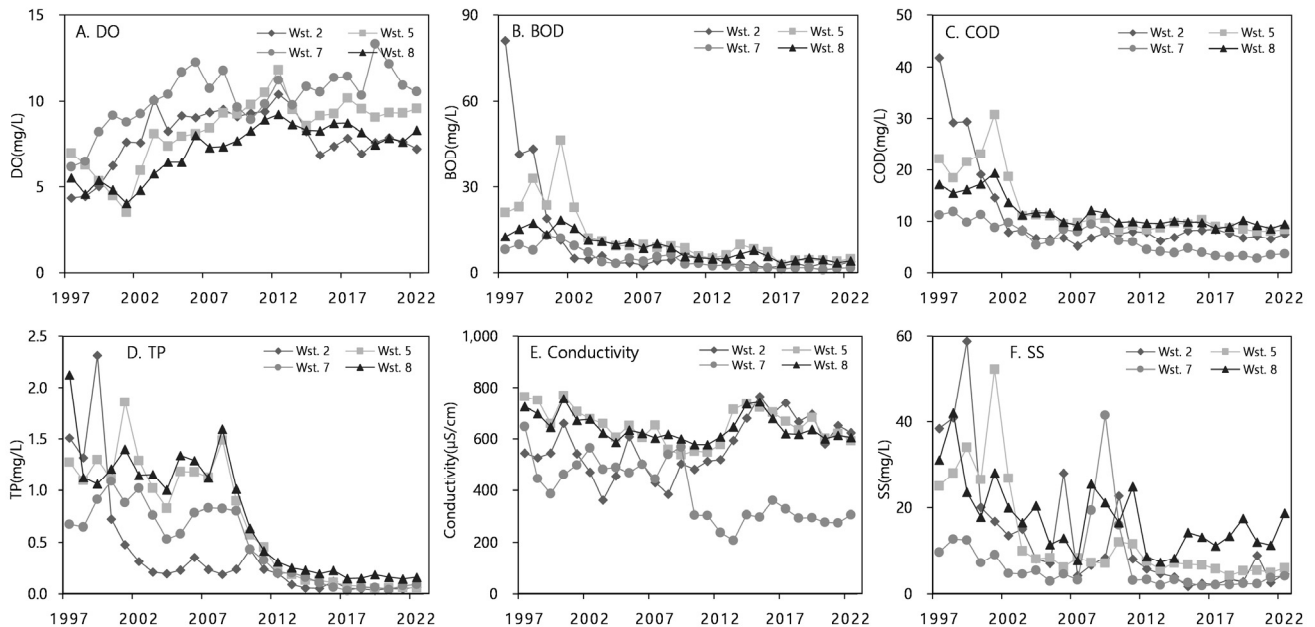 A. DO
Wst. 2 Wst. 5
Wst. 7 Wst. 8
DO(mg/L)
15
10
5
0
1997 2002 2007 2012 2017 2022
B. BOD
Wst. 2 Wst. 5
Wst. 7 Wst. 8
BOD(mg/L)
90
60
30
0
1997 2002 2007 2012 2017 2022
C. COD
Wst. 2 Wst. 5
Wst. 7 Wst. 8
COD(mg/L)
50
40
30
20
10
0
1997 2002 2007 2012 2017 2022
D. TP
Wst. 2 Wst. 5
Wst. 7 Wst. 8
TP(mg/L)
2.5
2.0
1.5
1.0
0.5
0.0
1997 2002 2007 2012 2017 2022
E. Conductivity
Wst. 2 Wst. 5
Wst. 7 Wst. 8
Conductivity(µS/cm)
1,000
800
600
400
200
0
1997 2002 2007 2012 2017 2022
F. SS
Wst. 2 Wst. 5
Wst. 7 Wst. 8
SS(mg/L)
60
40
20
0
1997 2002 2007 2012 2017 2022